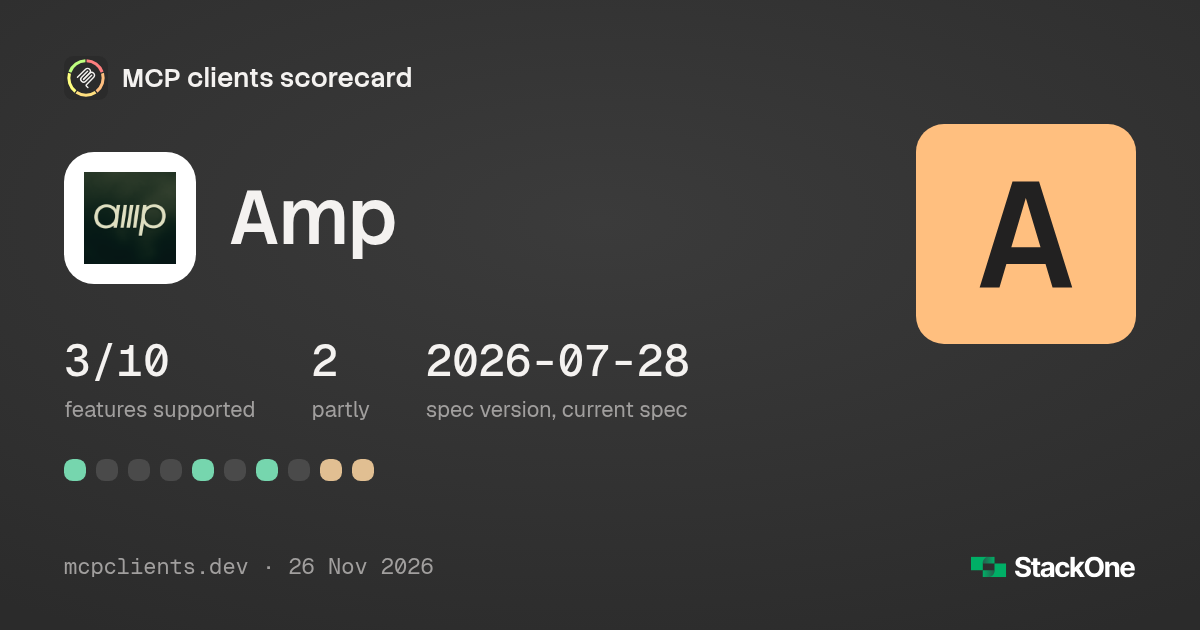 MCP clients scorecard
amp
Amp
A
3/10
features supported
2
partly
2026-07-28
spec version, current spec
mcpclients.dev · 26 Nov 2026
StackOne